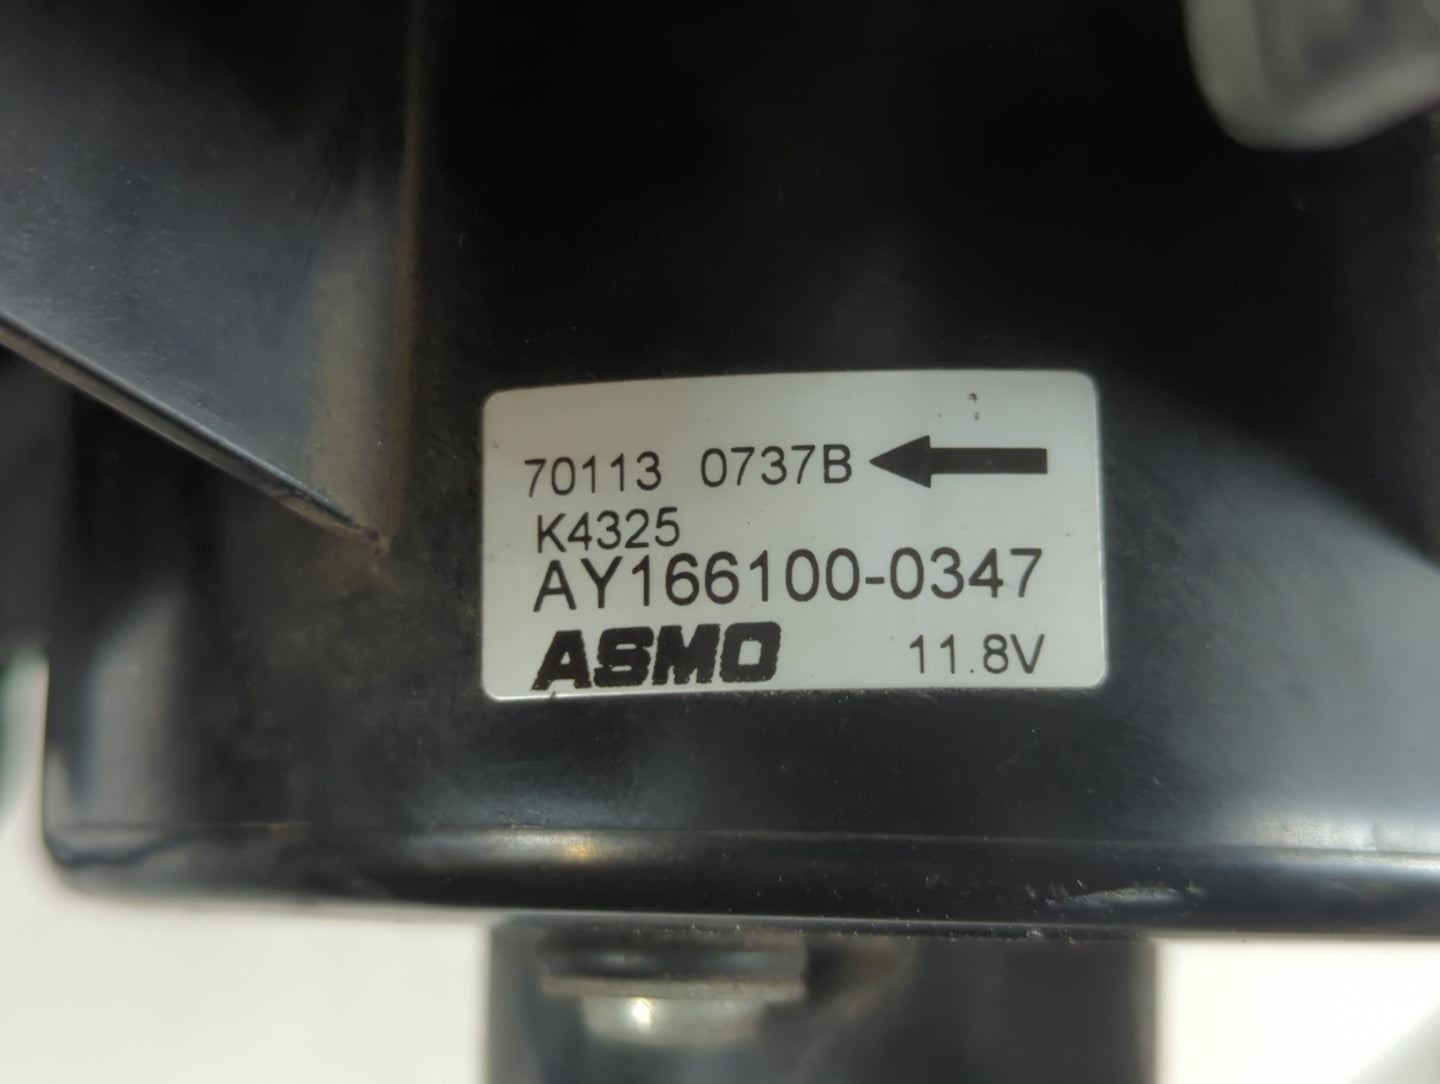 70113 0737B
K4325
AY166100-0347
ASMO 11.8V